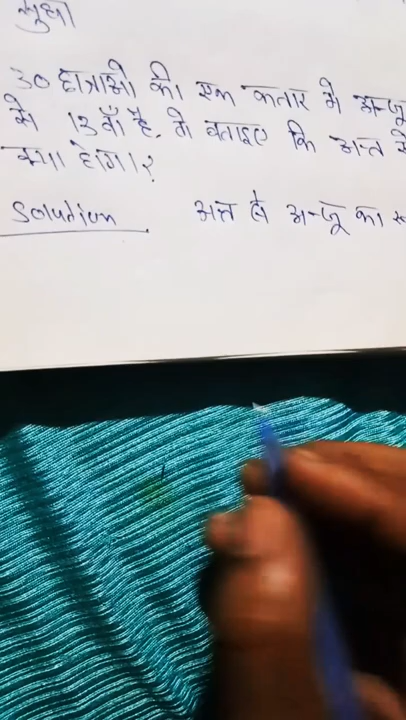 सुधा
30 छात्राओ की एक कतार मे अन्जू
से 13 वाँ है. तो बताइए कि अन्त से
क्या होगा?
Solution अन्त से अन्जू का